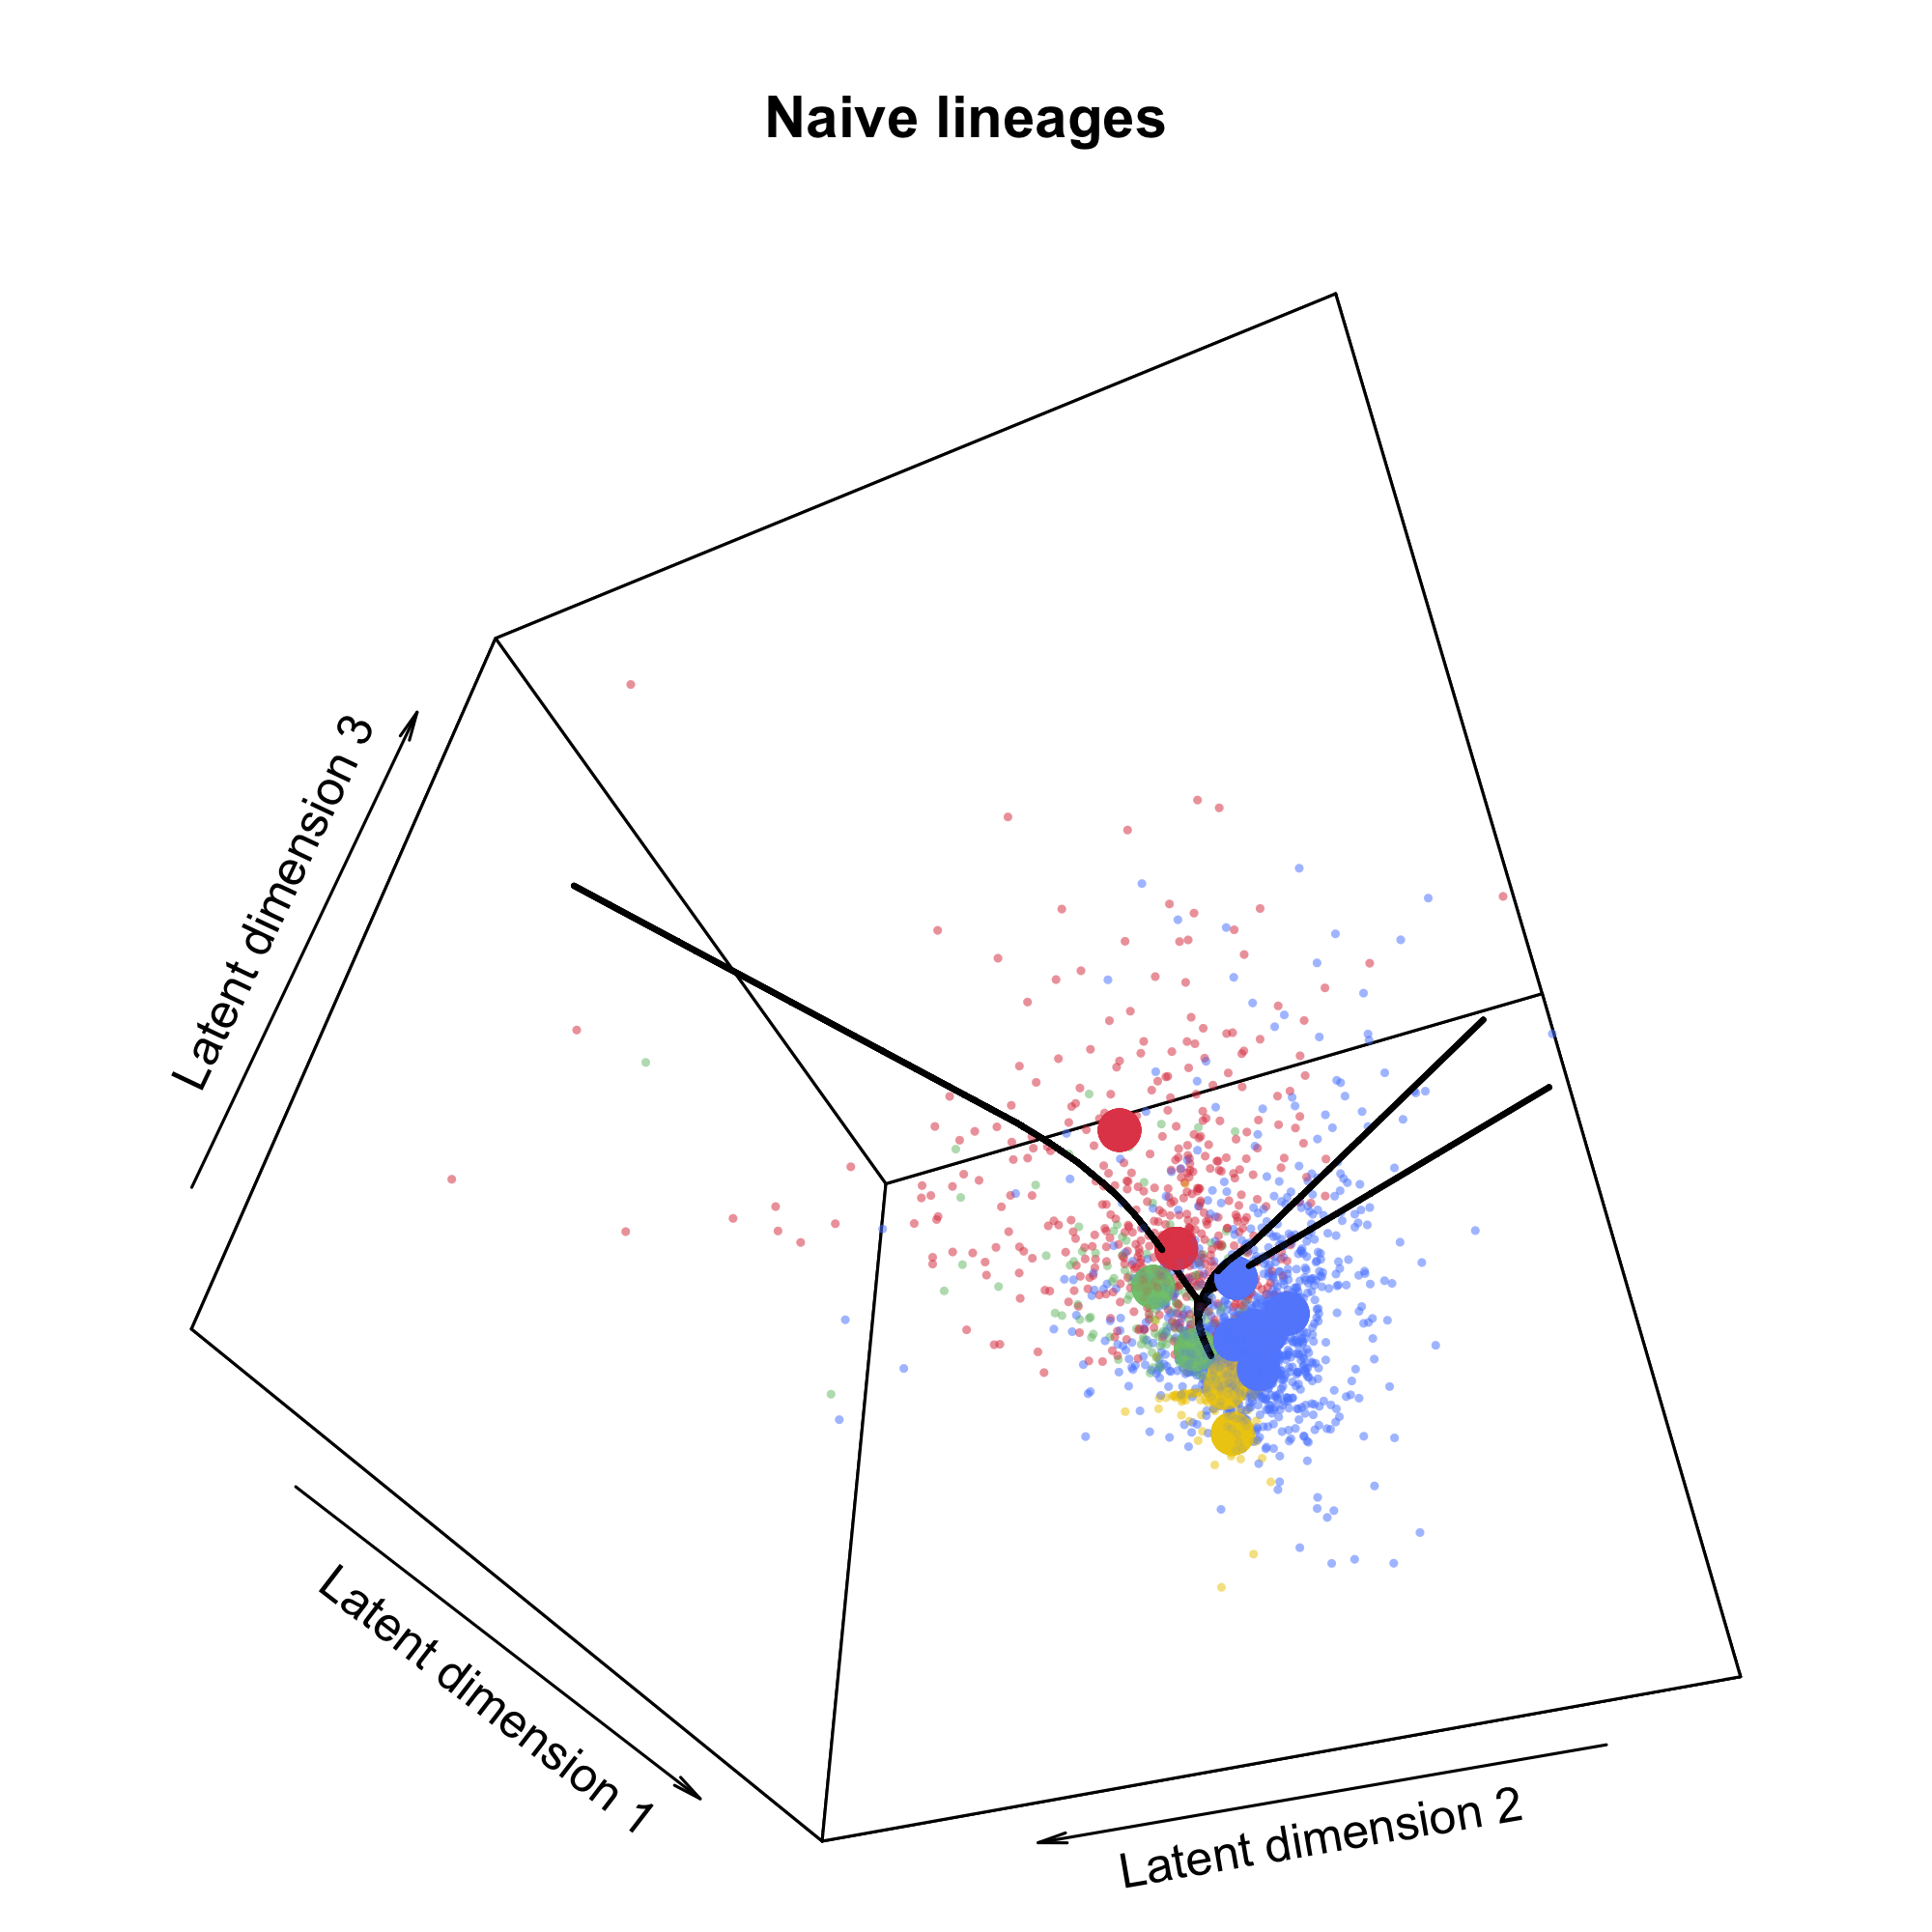 Naive lineages
Latent dimension 3
Latent dimension 1
Latent dimension 2